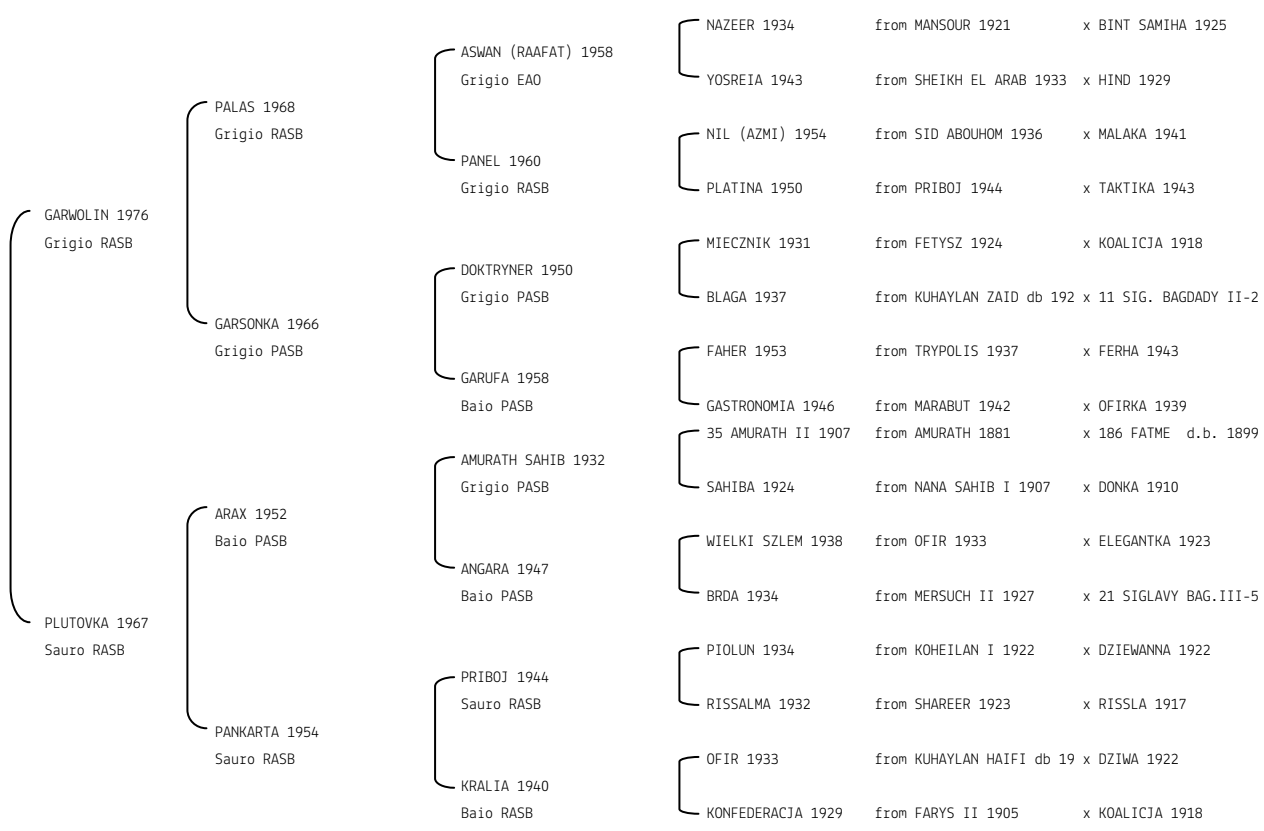 NAZEER 1934 from MANSOUR 1921 x BINT SAMIHA 1925
ASWAN (RAAFAT) 1958
Grigio EAO YOSREIA 1943 from SHEIKH EL ARAB 1933 x HIND 1929
PALAS 1968
Grigio RASB NIL (AZMI) 1954 from SID ABOUHOM 1936 x MALAKA 1941
PANEL 1960
Grigio RASB PLATINA 1950 from PRIBOJ 1944 x TAKTIKA 1943
GARWOLIN 1976
Grigio RASB MIECZNIK 1931 from FETYSZ 1924 x KOALICJA 1918
DOKTRYNER 1950
Grigio PASB BLAGA 1937 from KUHAYLAN ZAID db 192 x 11 SIG. BAGDADY II-2
GARSONKA 1966
Grigio PASB FAHER 1953 from TRYPOLIS 1937 x FERHA 1943
GARUFA 1958
Baio PASB GASTRONOMIA 1946 from MARABUT 1942 x OFIRKA 1939
35 AMURATH II 1907 from AMURATH 1881 x 186 FATME d.b. 1899
AMURATH SAHIB 1932
Grigio PASB SAHIBA 1924 from NANA SAHIB I 1907 x DONKA 1910
ARAX 1952
Baio PASB WIELKI SZLEM 1938 from OFIR 1933 x ELEGANTKA 1923
ANGARA 1947
Baio PASB BRDA 1934 from MERSUCH II 1927 x 21 SIGLAVY BAG.III-5
PLUTOVKA 1967
Sauro RASB PIOLUN 1934 from KOHEILAN I 1922 x DZIEWANNA 1922
PRIBOJ 1944
Sauro RASB RISSALMA 1932 from SHAREER 1923 x RISSLA 1917
PANKARTA 1954
Sauro RASB OFIR 1933 from KUHAYLAN HAIFI db 19 x DZIWA 1922
KRALIA 1940
Baio RASB KONFEDERACJA 1929 from FARYS II 1905 x KOALICJA 1918